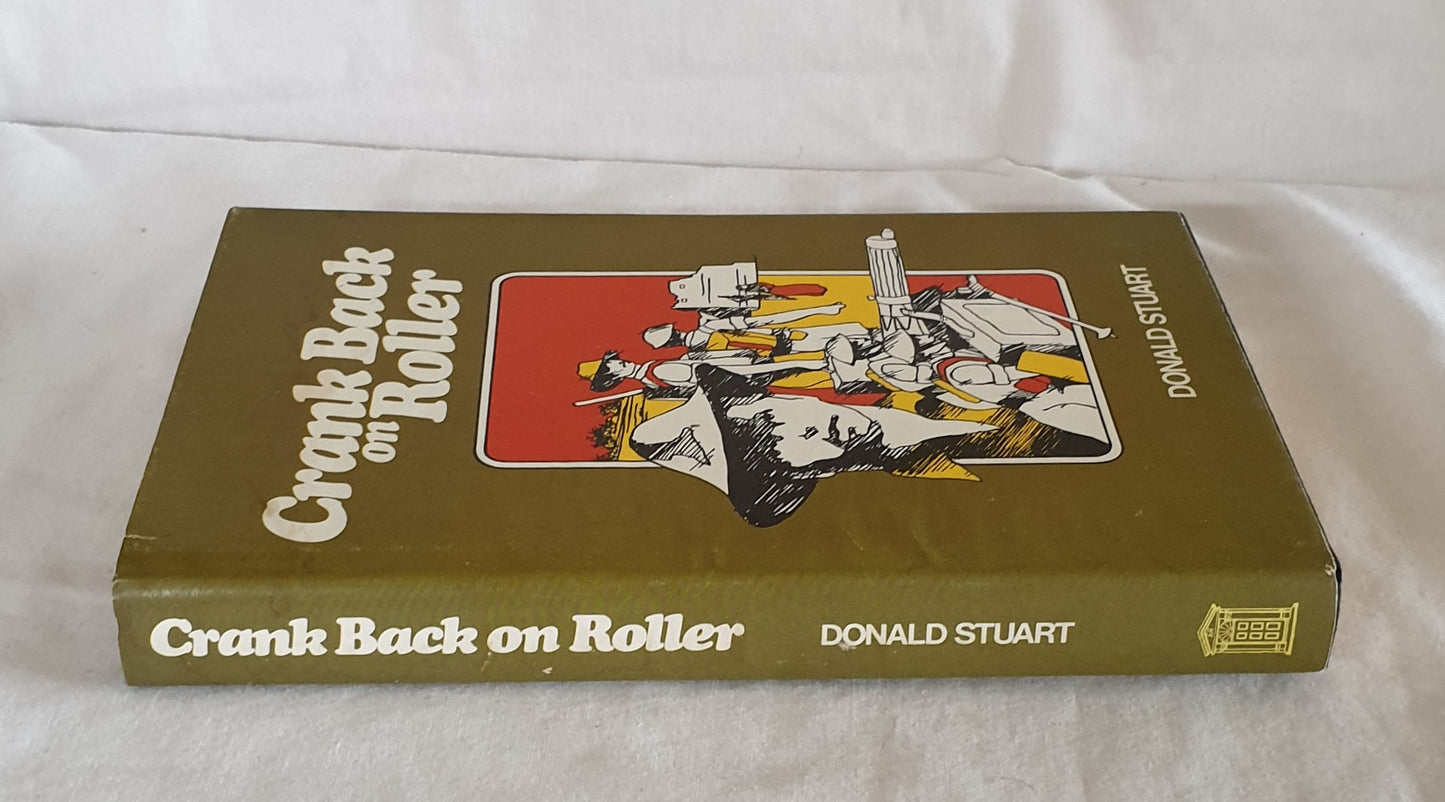 Crank Back
on Roller
DONALD STUART
Crank Back on Roller DONALD STUART